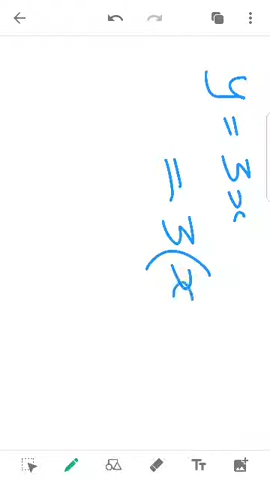 y = 3x
= 3(x